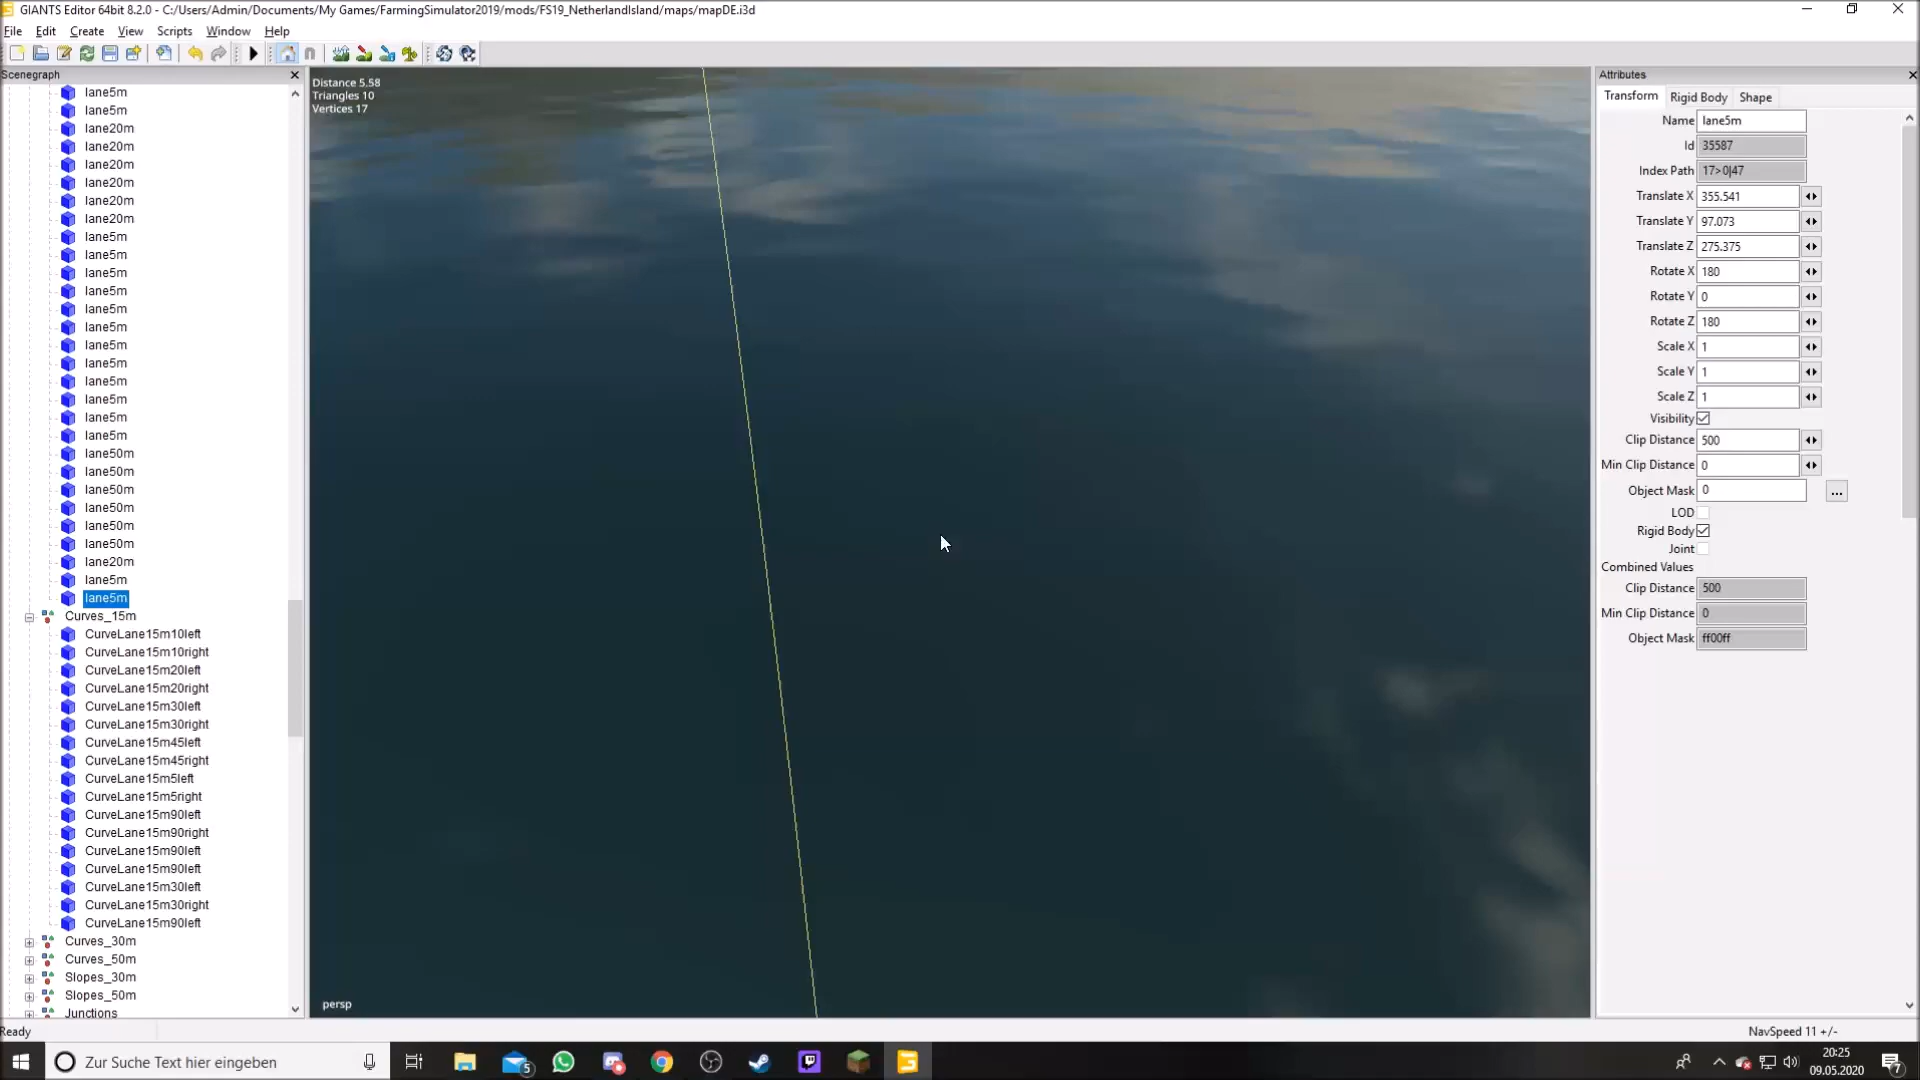 GIANTS Editor 64bit 8.2.0 - C:/Users/Admin/Documents/My Games/FarmingSimulator2019/mods/FS19_NetherlandIsland/maps/mapDE.i3d
File Edit Create View Scripts Window Help
Scenegraph
lane5m
lane5m
lane20m
lane20m
lane20m
lane20m
lane20m
lane20m
lane5m
lane5m
lane5m
lane5m
lane5m
lane5m
lane5m
lane5m
lane5m
lane5m
lane5m
lane5m
lane50m
lane50m
lane50m
lane50m
lane50m
lane50m
lane20m
lane5m
lane5m
Curves_15m
CurveLane15m10left
CurveLane15m10right
CurveLane15m20left
CurveLane15m20right
CurveLane15m30left
CurveLane15m30right
CurveLane15m45left
CurveLane15m45right
CurveLane15m5left
CurveLane15m5right
CurveLane15m90left
CurveLane15m90right
CurveLane15m90left
CurveLane15m90left
CurveLane15m30left
CurveLane15m30right
CurveLane15m90left
Curves_30m
Curves_50m
Slopes_30m
Slopes_50m
Junctions
Distance 5.58
Triangles 10
Vertices 17
persp
Attributes
Transform Rigid Body Shape
Name lane5m
Id 35587
Index Path 17>0|47
Translate X 355.541
Translate Y 97.073
Translate Z 275.375
Rotate X 180
Rotate Y 0
Rotate Z 180
Scale X 1
Scale Y 1
Scale Z 1
Visibility
Clip Distance 500
Min Clip Distance 0
Object Mask 0 ...
LOD
Rigid Body
Joint
Combined Values
Clip Distance 500
Min Clip Distance 0
Object Mask ff00ff
Ready
NavSpeed 11 +/-
Zur Suche Text hier eingeben
5
20:25
09.05.2020
7